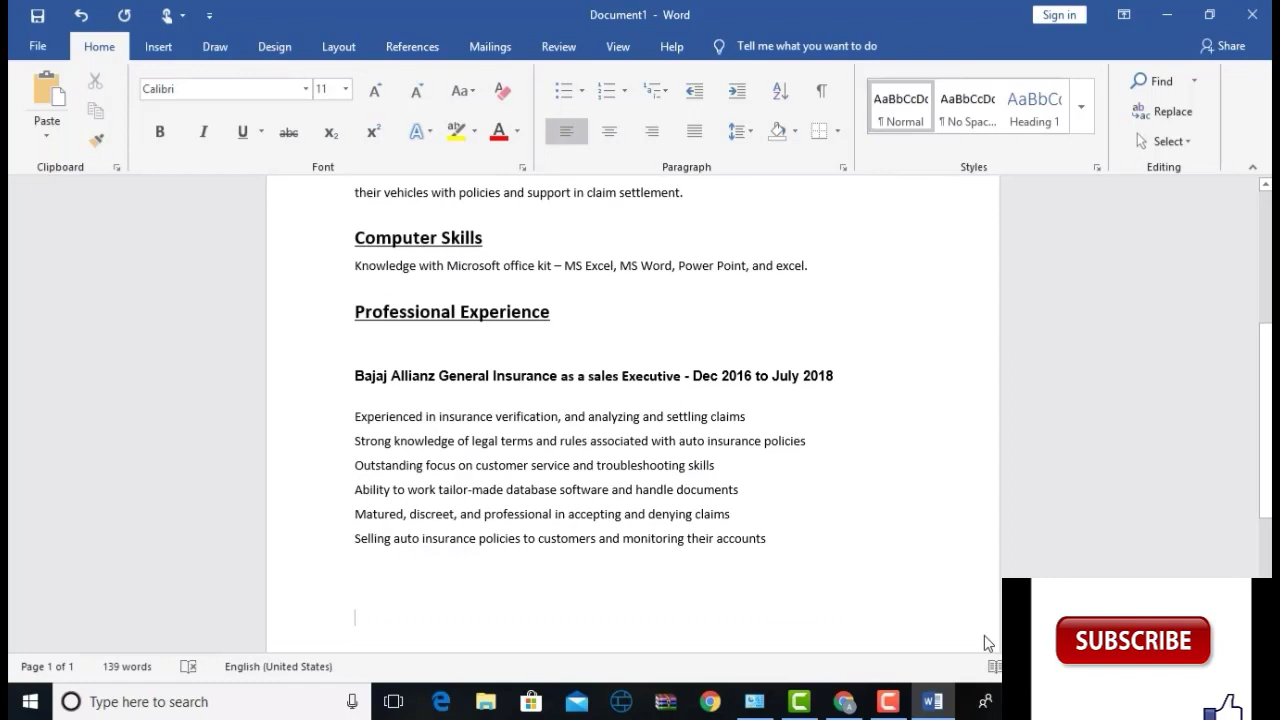 Document1 - Word
Sign in
File Home Insert Draw Design Layout References Mailings Review View Help Tell me what you want to do Share
Paste
Clipboard
Calibri 11
Font
Paragraph
AaBbCcDc AaBbCcDc AaBbCc
¶ Normal ¶ No Spac... Heading 1
Styles
Find
Replace
Select
Editing
their vehicles with policies and support in claim settlement.
Computer Skills
Knowledge with Microsoft office kit – MS Excel, MS Word, Power Point, and excel.
Professional Experience
Bajaj Allianz General Insurance as a sales Executive - Dec 2016 to July 2018
Experienced in insurance verification, and analyzing and settling claims
Strong knowledge of legal terms and rules associated with auto insurance policies
Outstanding focus on customer service and troubleshooting skills
Ability to work tailor-made database software and handle documents
Matured, discreet, and professional in accepting and denying claims
Selling auto insurance policies to customers and monitoring their accounts
SUBSCRIBE
Page 1 of 1 139 words English (United States)
Type here to search